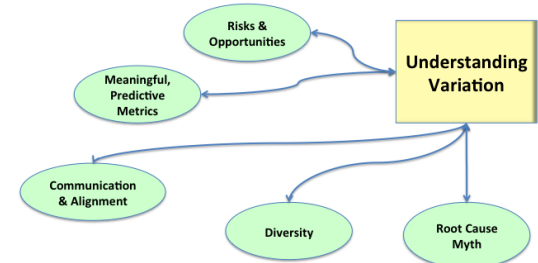 Risks &
Opportunities
Understanding
Variation
Meaningful,
Predictive
Metrics
Communication
& Alignment
Diversity
Root Cause
Myth